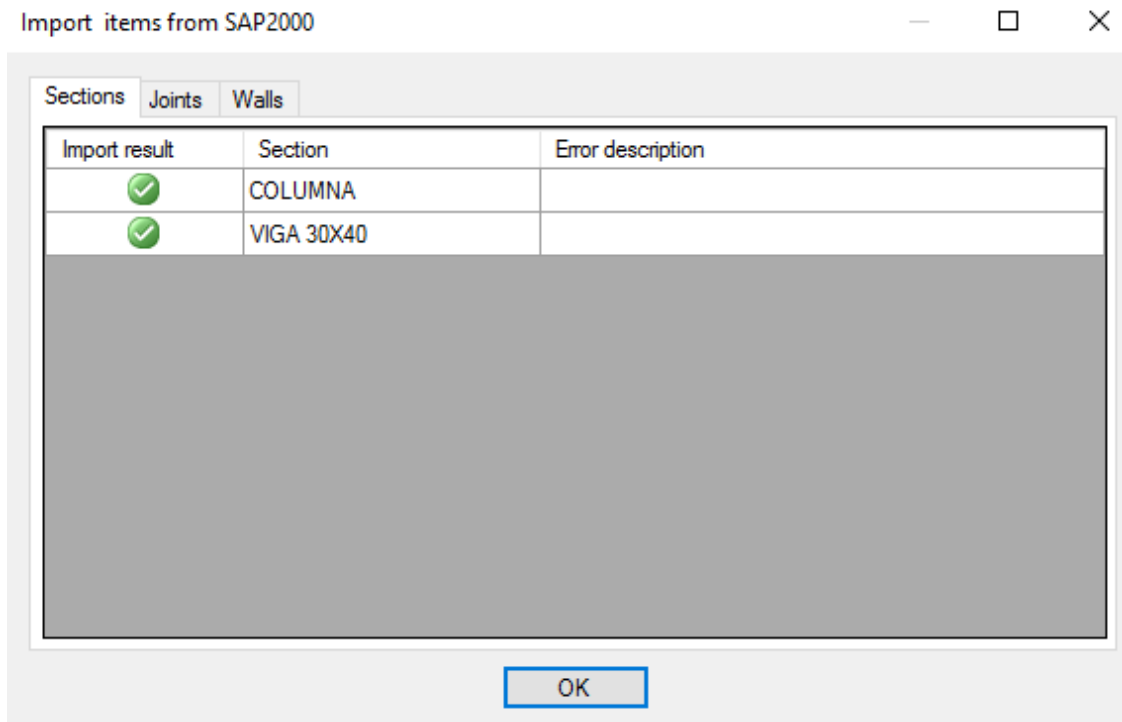 Import items from SAP2000
Sections Joints Walls
Import result Section Error description
COLUMNA
VIGA 30X40
OK